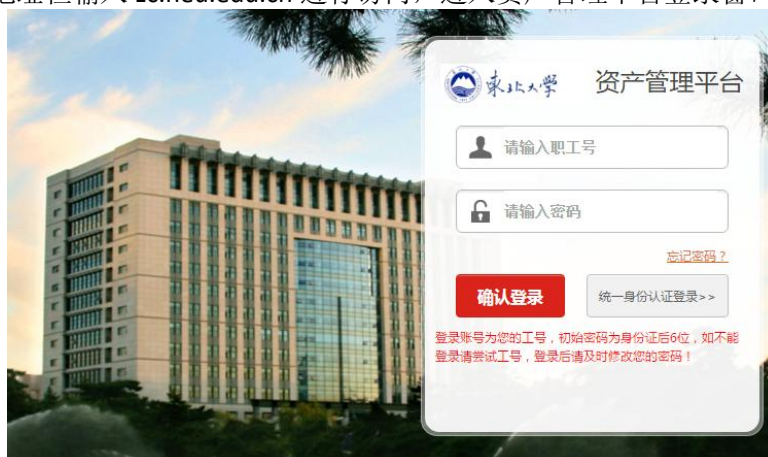 东北大学 资产管理平台
请输入职工号
请输入密码
忘记密码?
确认登录 统一身份认证登录>>
登录账号为您的工号,初始密码为身份证后6位,如不能
登录请尝试工号,登录后请及时修改您的密码!